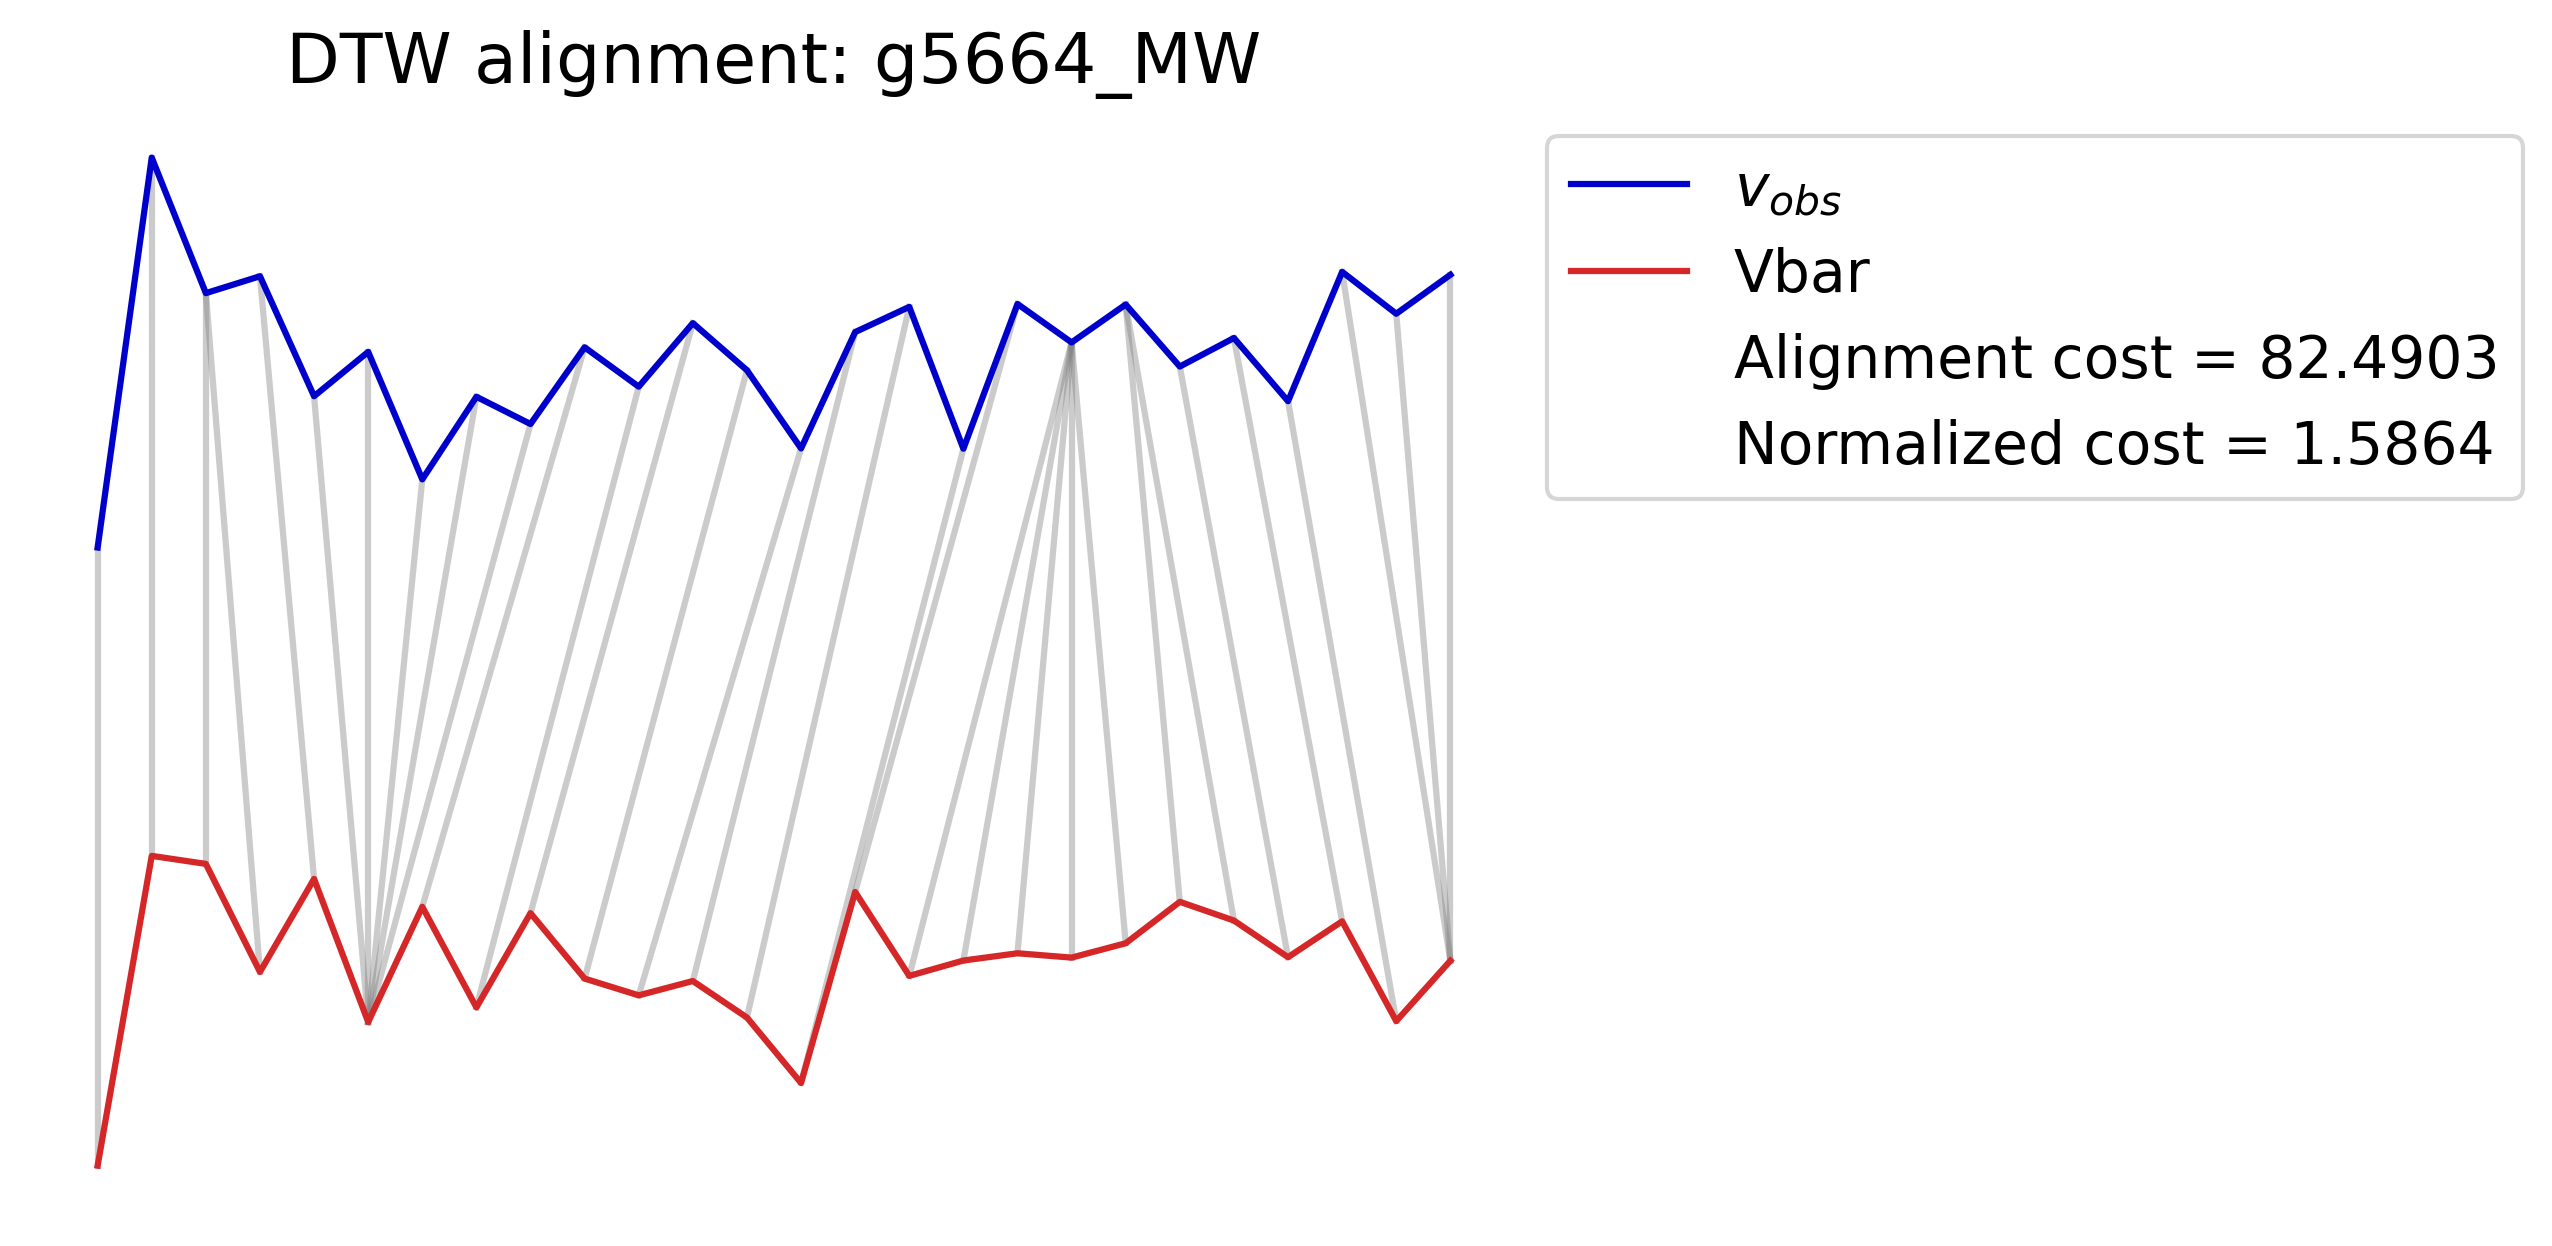 DTW alignment: g5664_MW
v_obs
Vbar
Alignment cost = 82.4903
Normalized cost = 1.5864